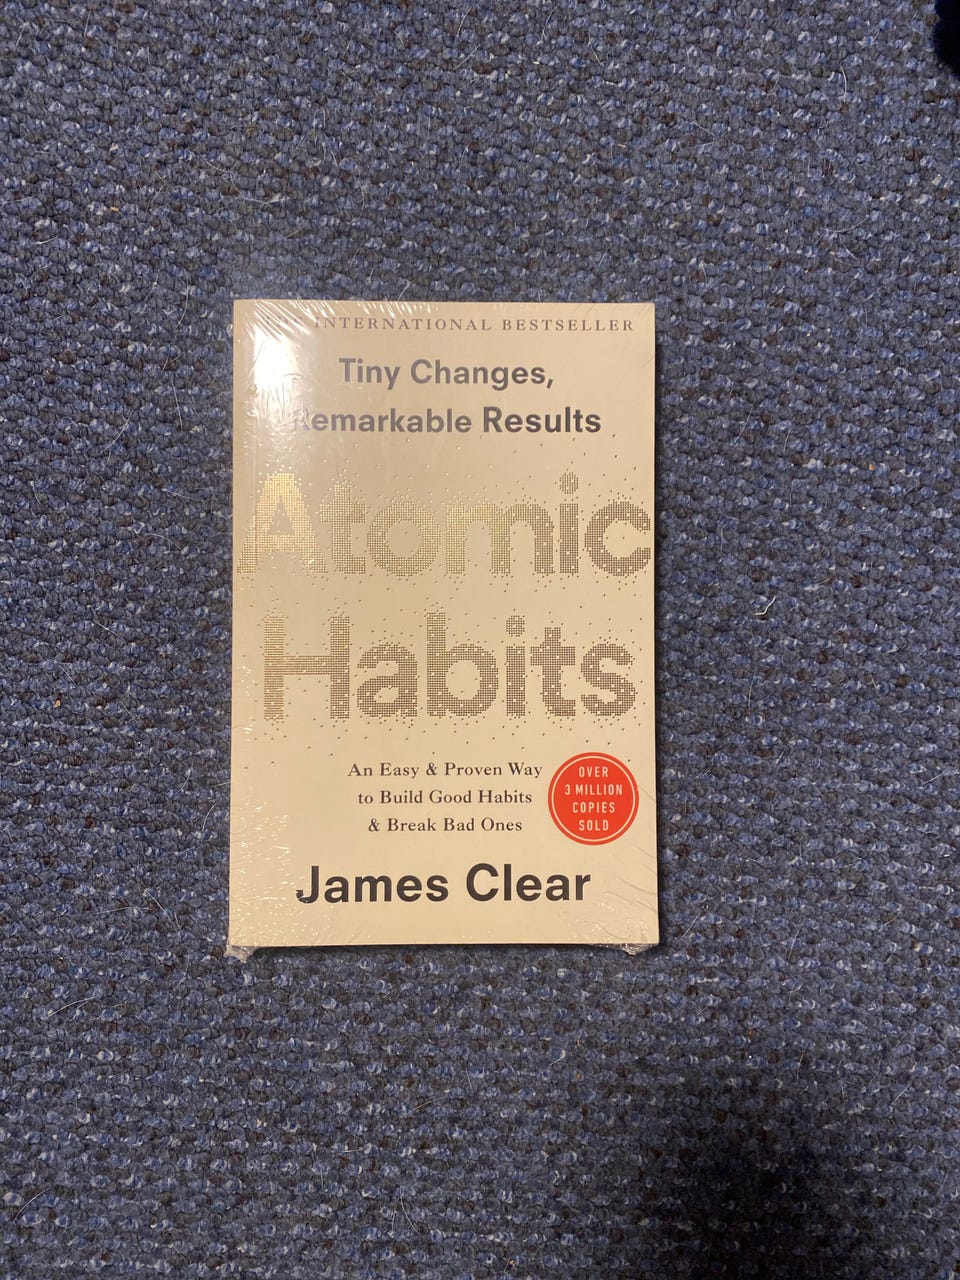 INTERNATIONAL BESTSELLER
Tiny Changes,
Remarkable Results
Atomic
Habits
An Easy & Proven Way
to Build Good Habits
& Break Bad Ones
OVER
3 MILLION
COPIES
SOLD
James Clear